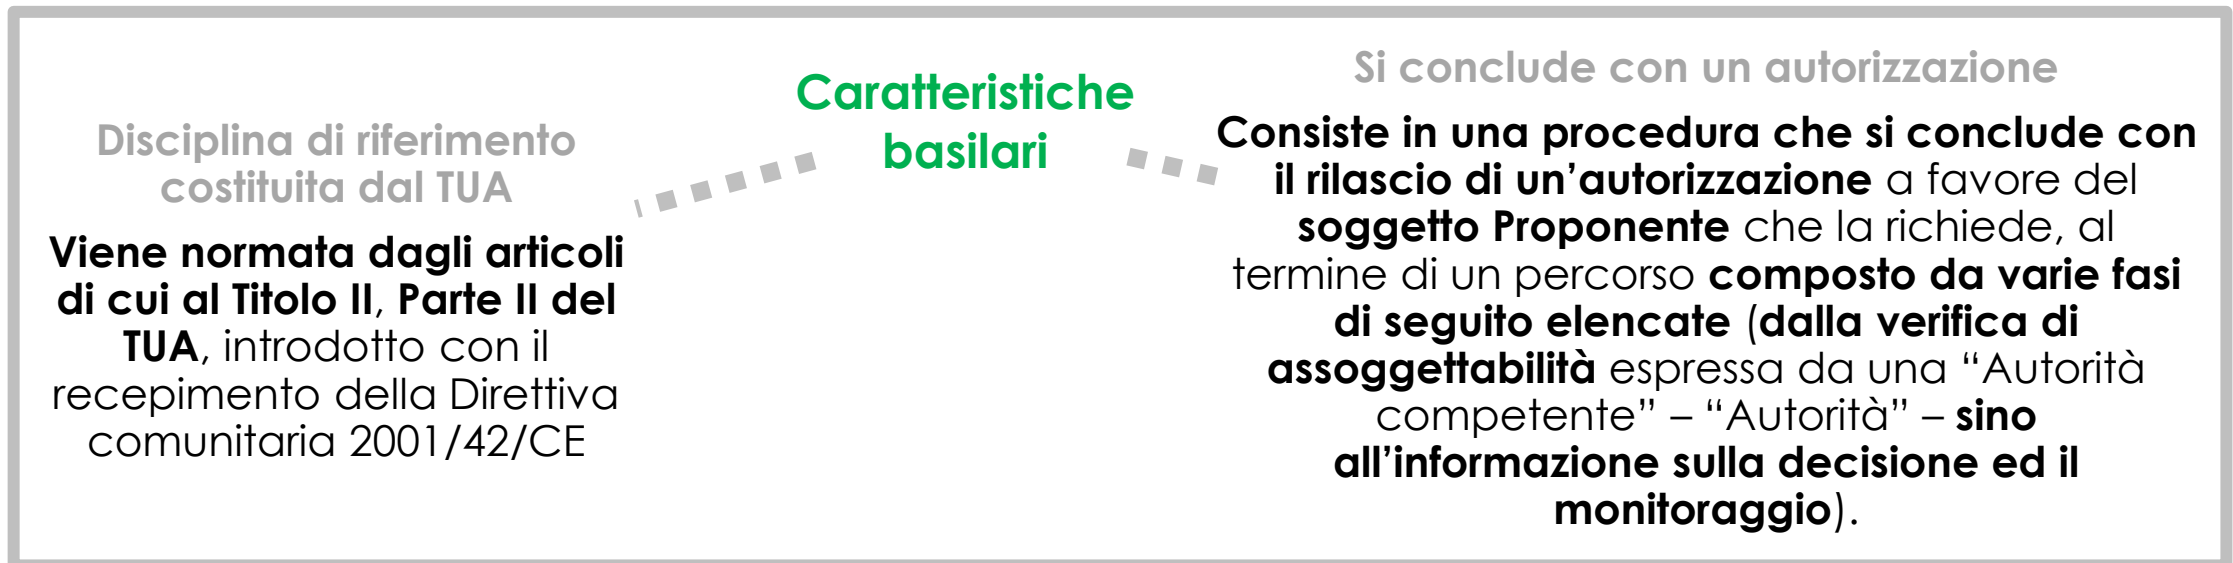 Caratteristiche
basilari
Disciplina di riferimento
costituita dal TUA
Viene normata dagli articoli
di cui al Titolo II, Parte II del
TUA, introdotto con il
recepimento della Direttiva
comunitaria 2001/42/CE
Si conclude con un autorizzazione
Consiste in una procedura che si conclude con
il rilascio di un’autorizzazione a favore del
soggetto Proponente che la richiede, al
termine di un percorso composto da varie fasi
di seguito elencate (dalla verifica di
assoggettabilità espressa da una “Autorità
competente” – “Autorità” – sino
all’informazione sulla decisione ed il
monitoraggio).